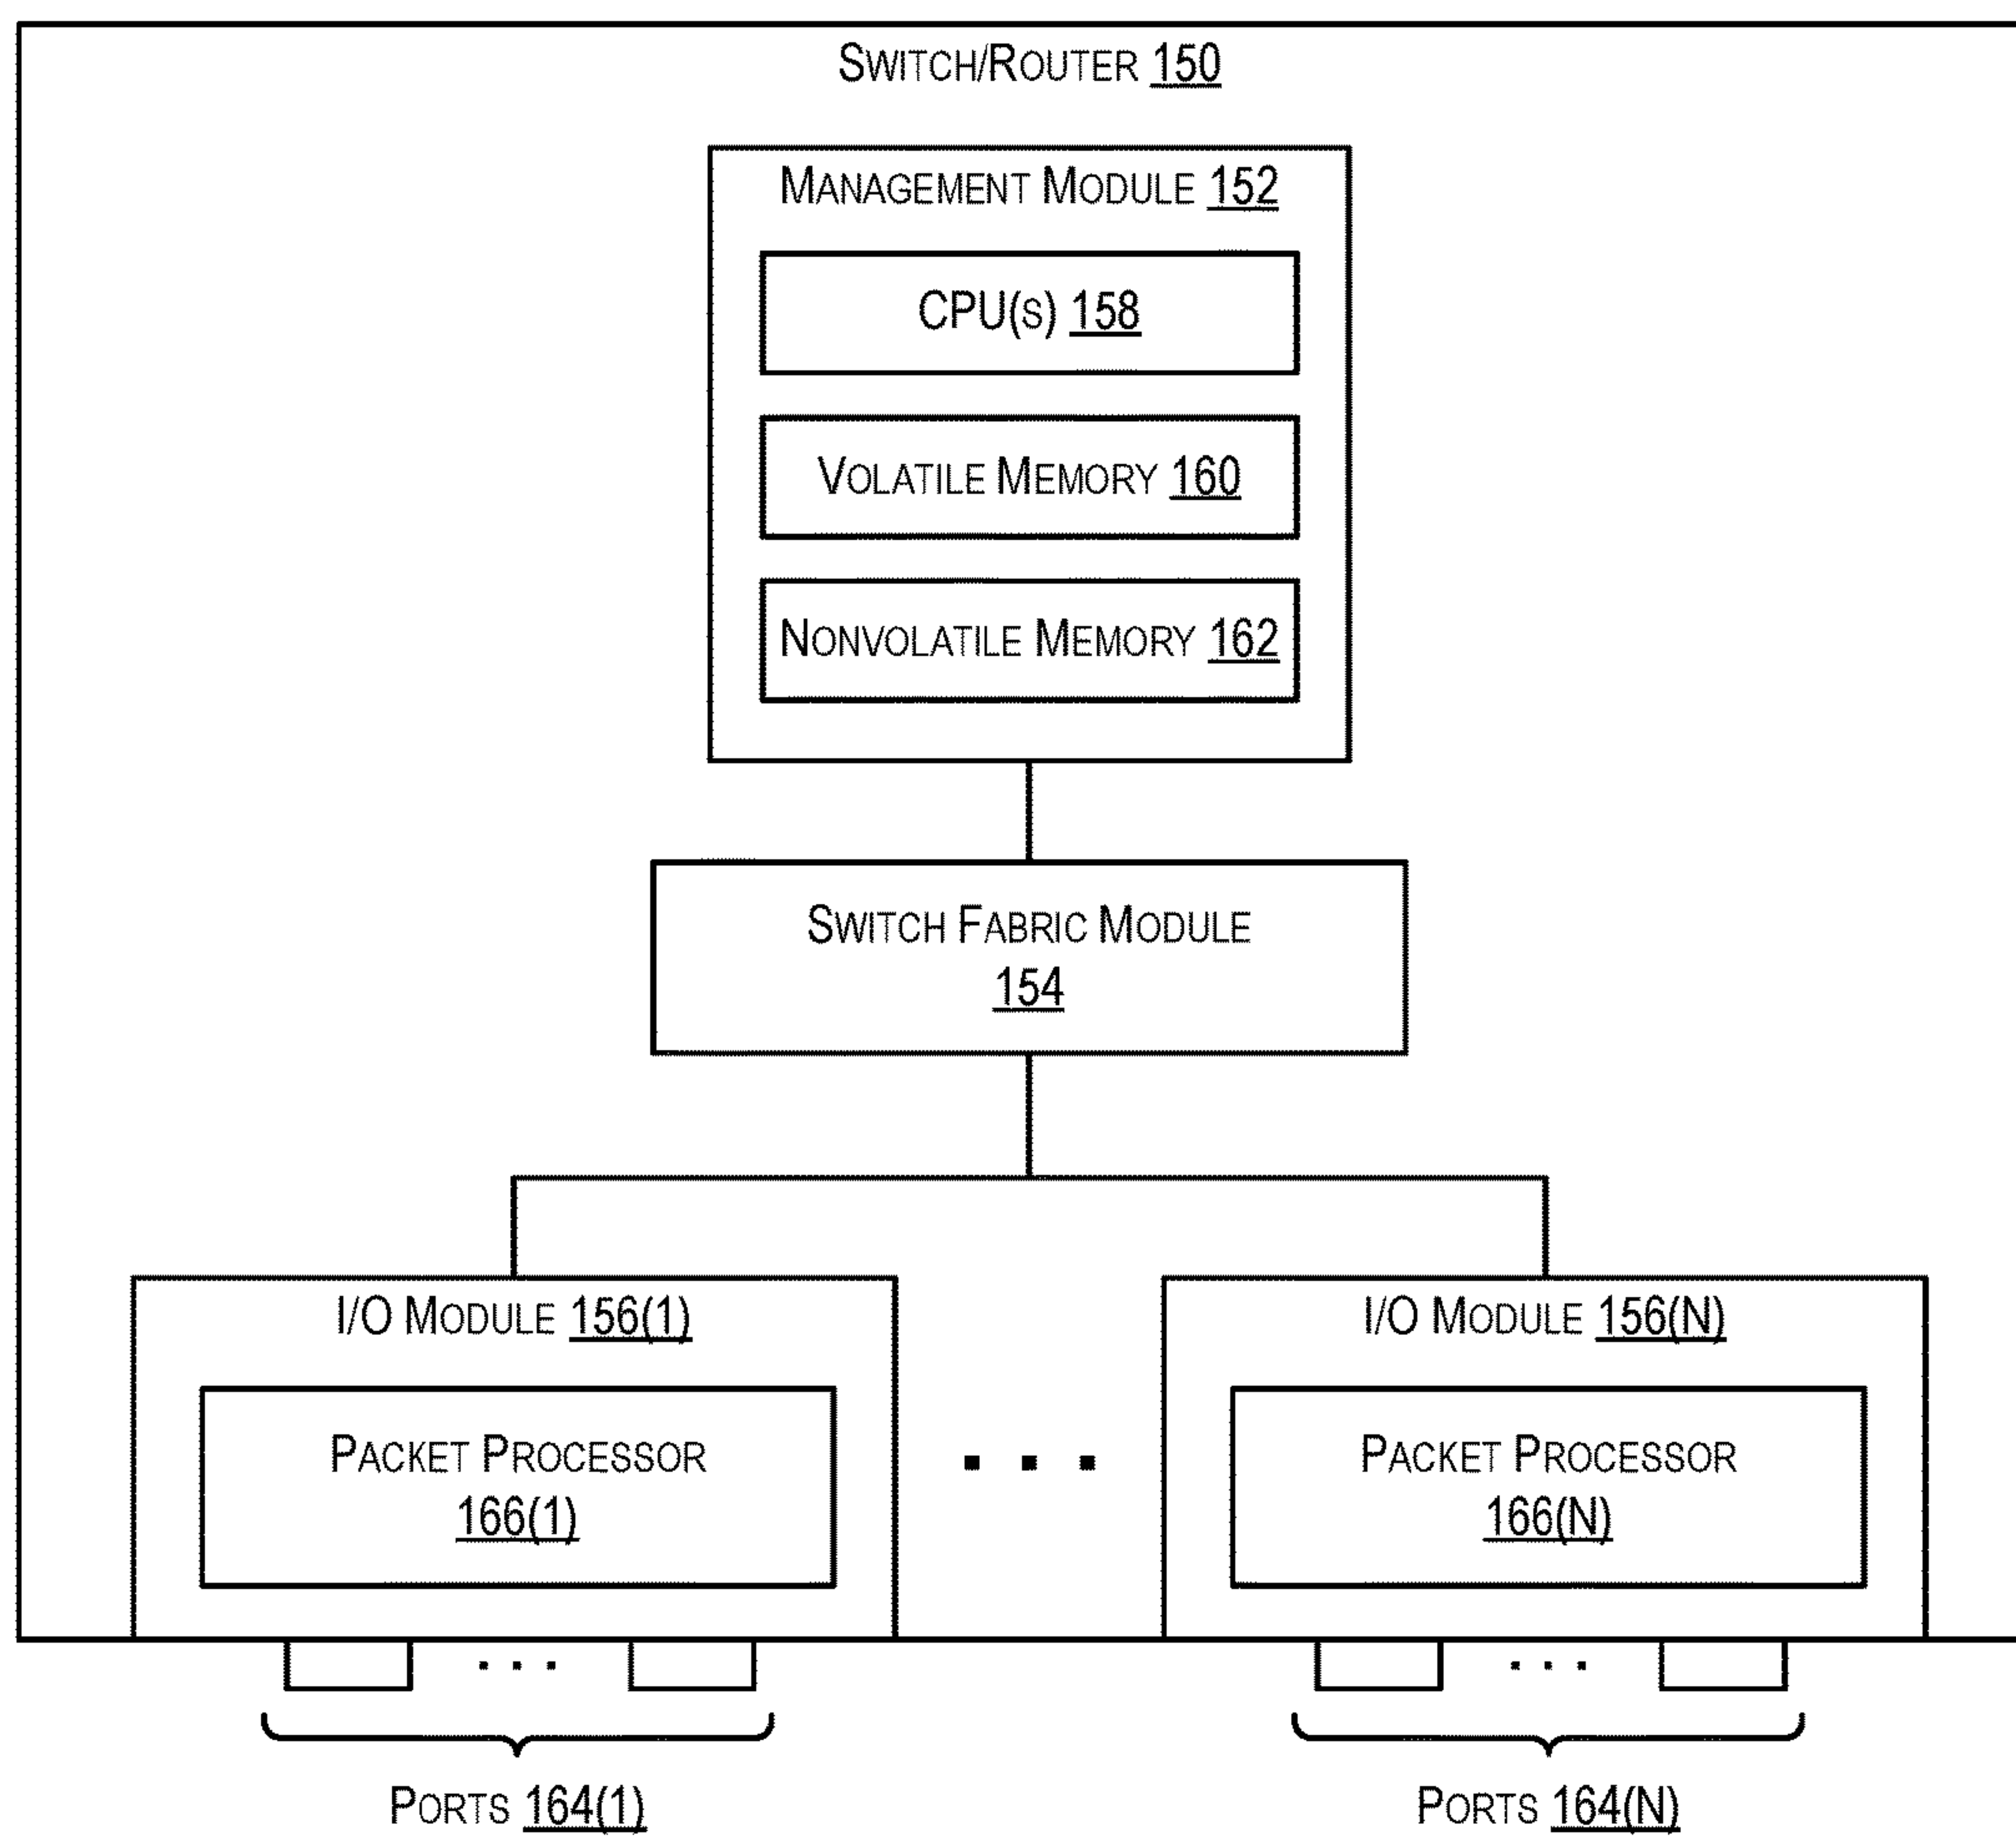 Switch/Router 150
Management Module 152
CPU(s) 158
Volatile Memory 160
Nonvolatile Memory 162
Switch Fabric Module
154
I/O Module 156(1)
I/O Module 156(N)
Packet Processor
166(1)
. . .
Packet Processor
166(N)
. . .
. . .
Ports 164(1)
Ports 164(N)